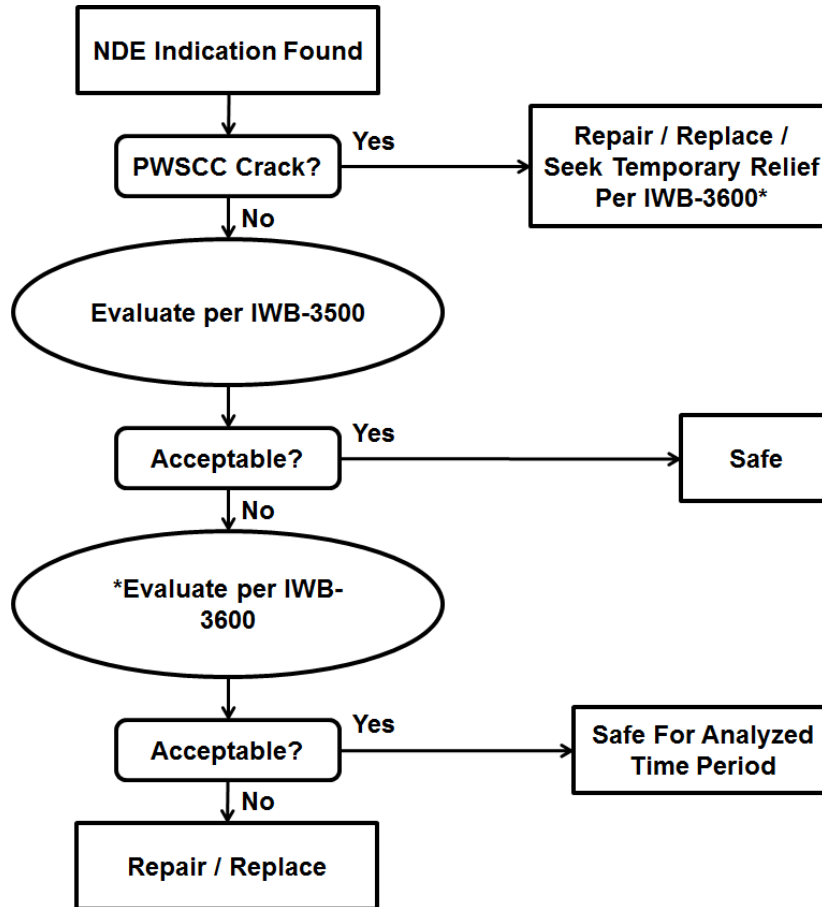 NDE Indication Found
Yes
PWSCC Crack?
Repair / Replace /
Seek Temporary Relief
Per IWB-3600*
No
Evaluate per IWB-3500
Yes
Acceptable?
Safe
No
*Evaluate per IWB-
3600
Yes
Acceptable?
Safe For Analyzed
Time Period
No
Repair / Replace